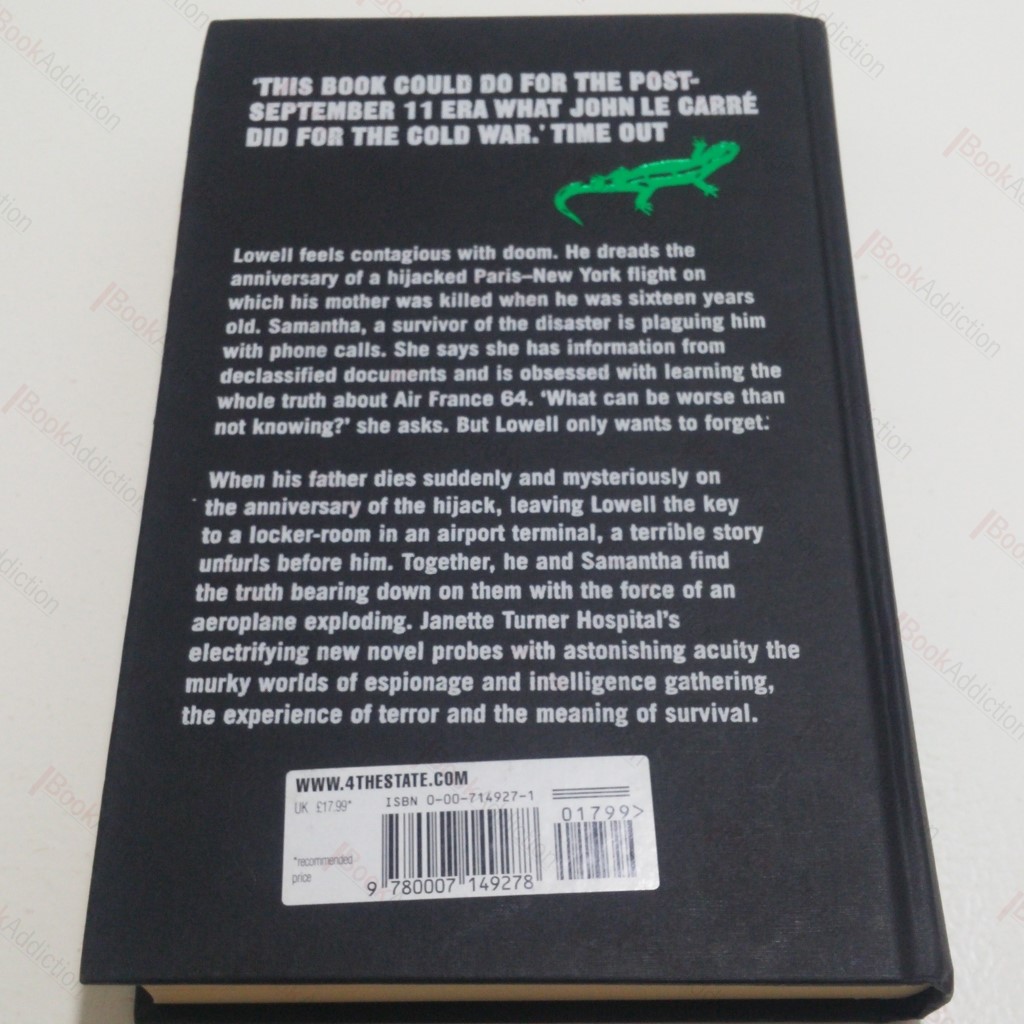 'THIS BOOK COULD DO FOR THE POST-
SEPTEMBER 11 ERA WHAT JOHN LE CARRÉ
DID FOR THE COLD WAR.' TIME OUT
Lowell feels contagious with doom. He dreads the
anniversary of a hijacked Paris–New York flight on
which his mother was killed when he was sixteen years
old. Samantha, a survivor of the disaster is plaguing him
with phone calls. She says she has information from
declassified documents and is obsessed with learning the
whole truth about Air France 64. 'What can be worse than
not knowing?' she asks. But Lowell only wants to forget.
When his father dies suddenly and mysteriously on
the anniversary of the hijack, leaving Lowell the key
to a locker-room in an airport terminal, a terrible story
unfurls before him. Together, he and Samantha find
the truth bearing down on them with the force of an
aeroplane exploding. Janette Turner Hospital's
electrifying new novel probes with astonishing acuity the
murky worlds of espionage and intelligence gathering,
the experience of terror and the meaning of survival.
WWW.4THESTATE.COM
UK £17.99*
ISBN 0-00-714927-1
01799>
*recommended
price
9 780007 149278
BookAddiction